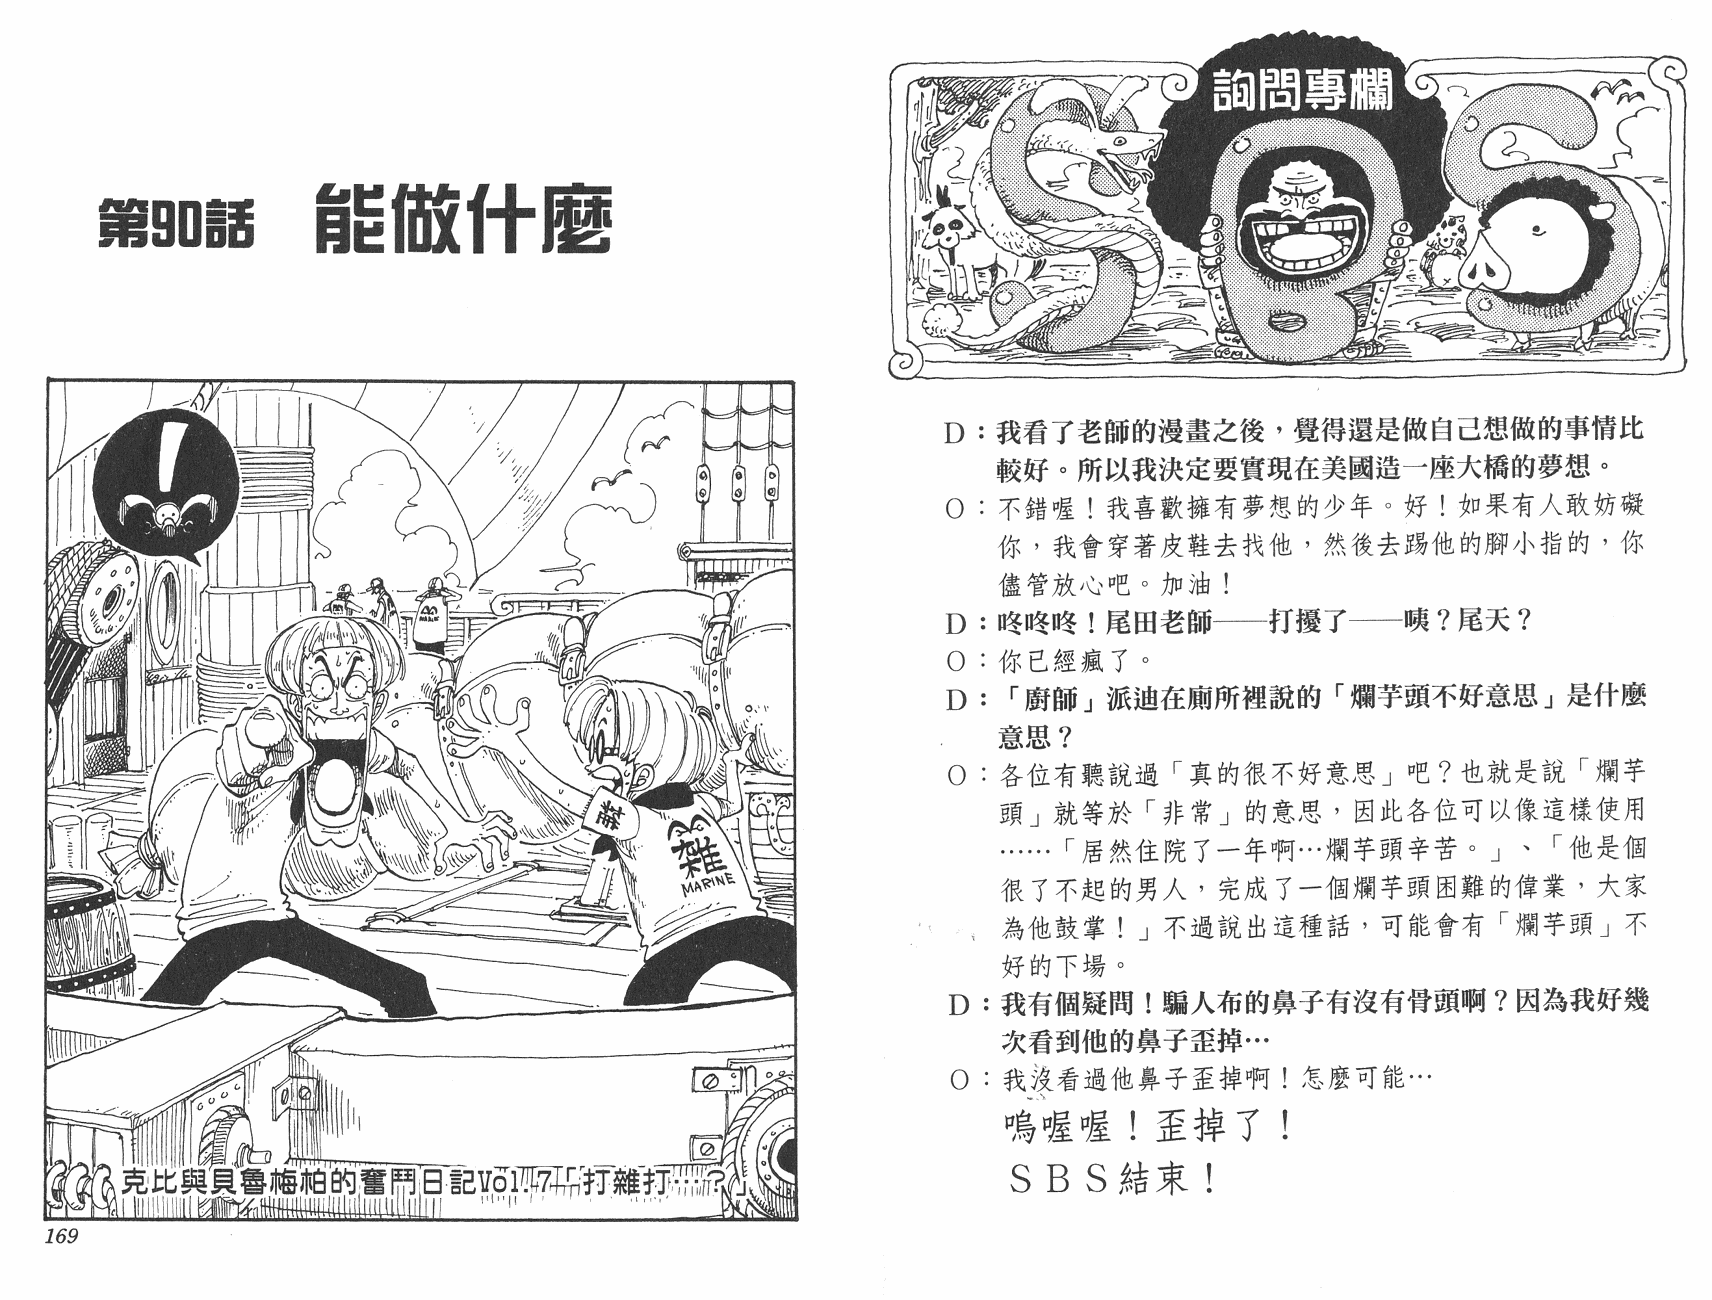 詢問專欄
D：我看了老師的漫畫之後，覺得還是做自己想做的事情比
較好。所以我決定要實現在美國造一座大橋的夢想。
O：不錯喔！我喜歡擁有夢想的少年。好！如果有人敢妨礙
你，我會穿著皮鞋去找他，然後去踢他的腳小指的，你
儘管放心吧。加油！
D：咚咚咚！尾田老師──打擾了──咦？尾天？
O：你已經瘋了。
D：「廚師」派迪在廁所裡說的「爛芋頭不好意思」是什麼
意思？
O：各位有聽說過「真的很不好意思」吧？也就是說「爛芋
頭」就等於「非常」的意思，因此各位可以像這樣使用
……「居然住院了一年啊…爛芋頭辛苦。」、「他是個
很了不起的男人，完成了一個爛芋頭困難的偉業，大家
為他鼓掌！」不過說出這種話，可能會有「爛芋頭」不
好的下場。
D：我有個疑問！騙人布的鼻子有沒有骨頭啊？因為我好幾
次看到他的鼻子歪掉…
O：我沒看過他鼻子歪掉啊！怎麼可能…
嗚喔喔！歪掉了！
ＳＢＳ結束！
第90話　能做什麼
！
MARINE
雜
雜
MARINE
克比與貝魯梅柏的奮鬥日記Vol.7「打雜打…？」
169